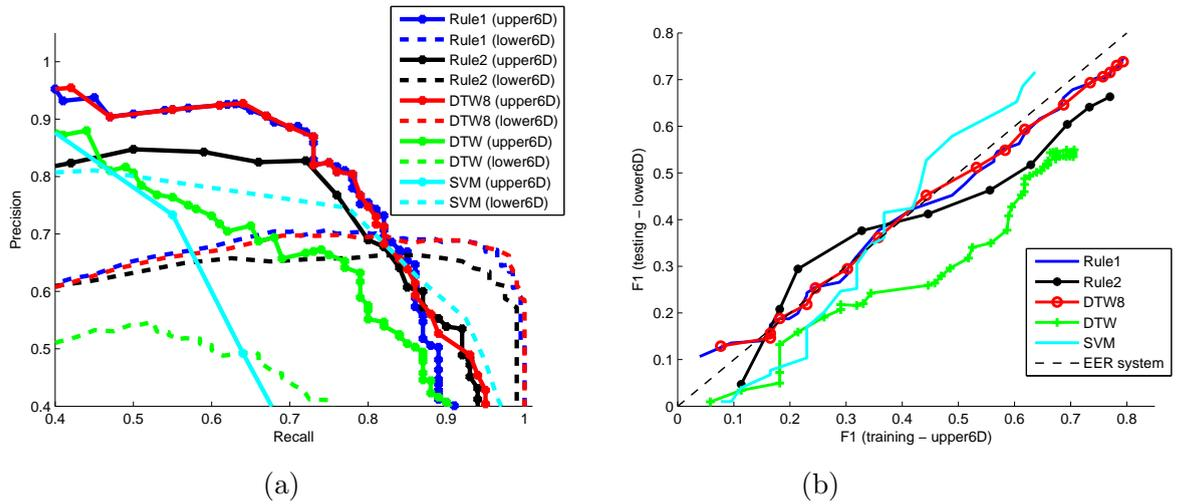 Rule1 (upper6D)
Rule1 (lower6D)
Rule2 (upper6D)
Rule2 (lower6D)
DTW8 (upper6D)
DTW8 (lower6D)
DTW (upper6D)
DTW (lower6D)
SVM (upper6D)
SVM (lower6D)
1
0.9
0.8
0.7
0.6
0.5
0.4
Precision
0.4 0.5 0.6 0.7 0.8 0.9 1
Recall
(a)
0.8
0.7
0.6
0.5
0.4
0.3
0.2
0.1
0
F1 (testing – lower6D)
Rule1
Rule2
DTW8
DTW
SVM
EER system
0 0.1 0.2 0.3 0.4 0.5 0.6 0.7 0.8
F1 (training – upper6D)
(b)